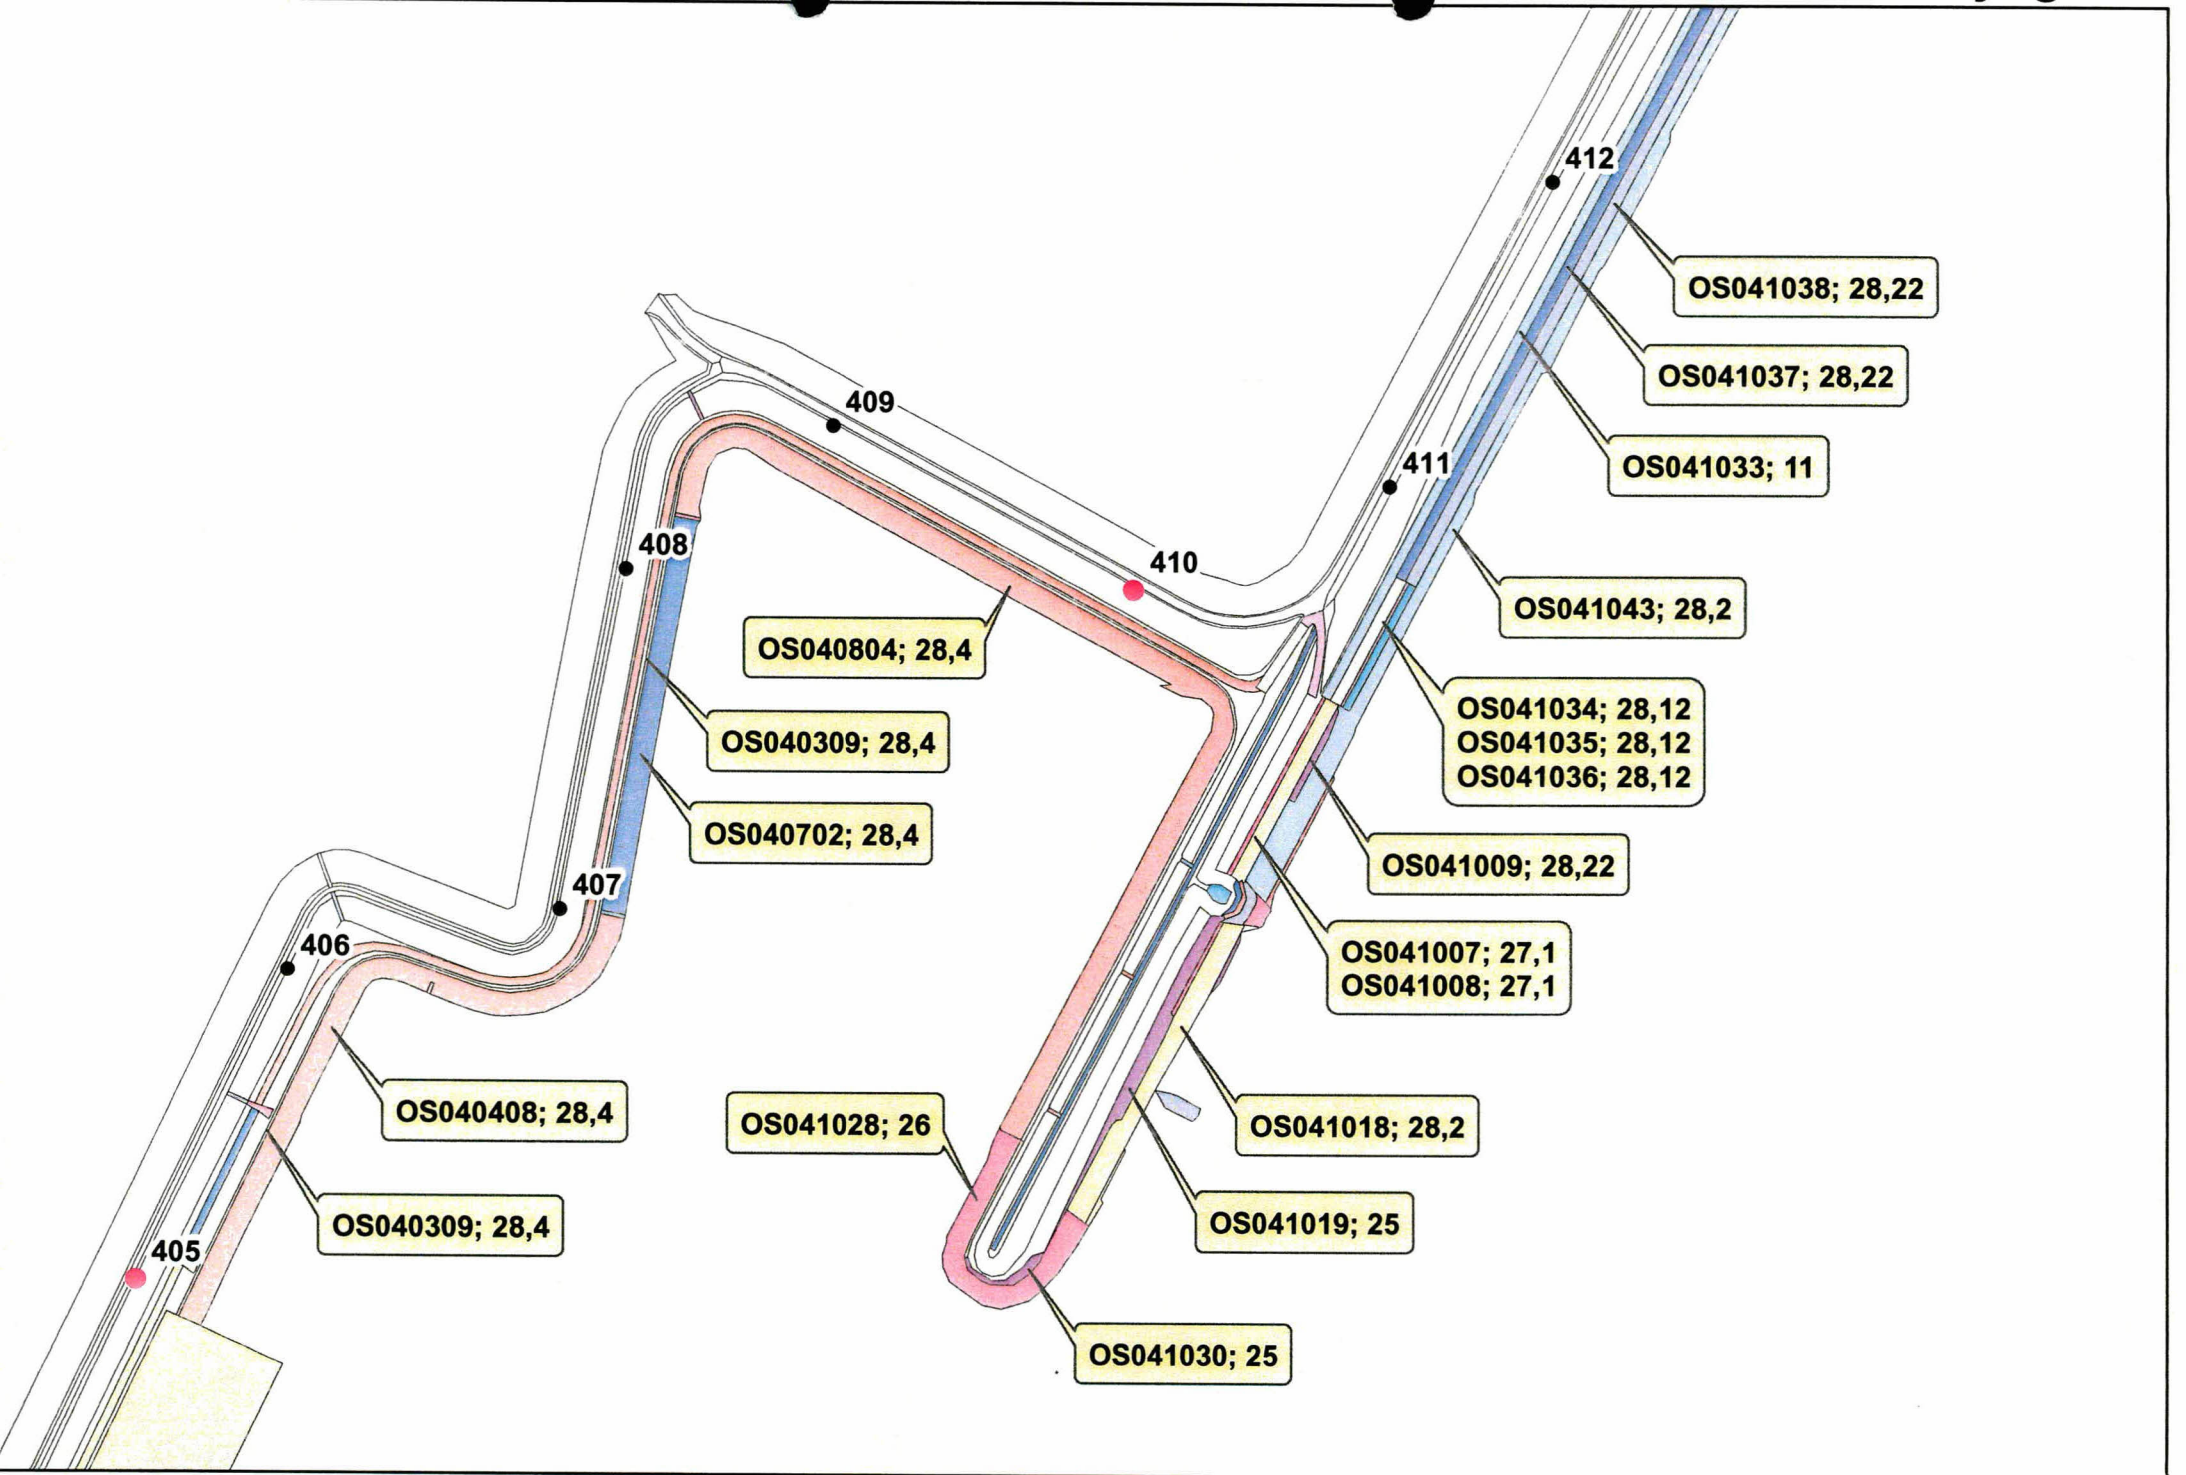 412
OS041038; 28,22
OS041037; 28,22
409
411
OS041033; 11
408
410
OS041043; 28,2
OS040804; 28,4
OS041034; 28,12
OS041035; 28,12
OS041036; 28,12
OS040309; 28,4
OS040702; 28,4
OS041009; 28,22
407
406
OS041007; 27,1
OS041008; 27,1
OS040408; 28,4
OS041028; 26
OS041018; 28,2
OS040309; 28,4
OS041019; 25
405
OS041030; 25